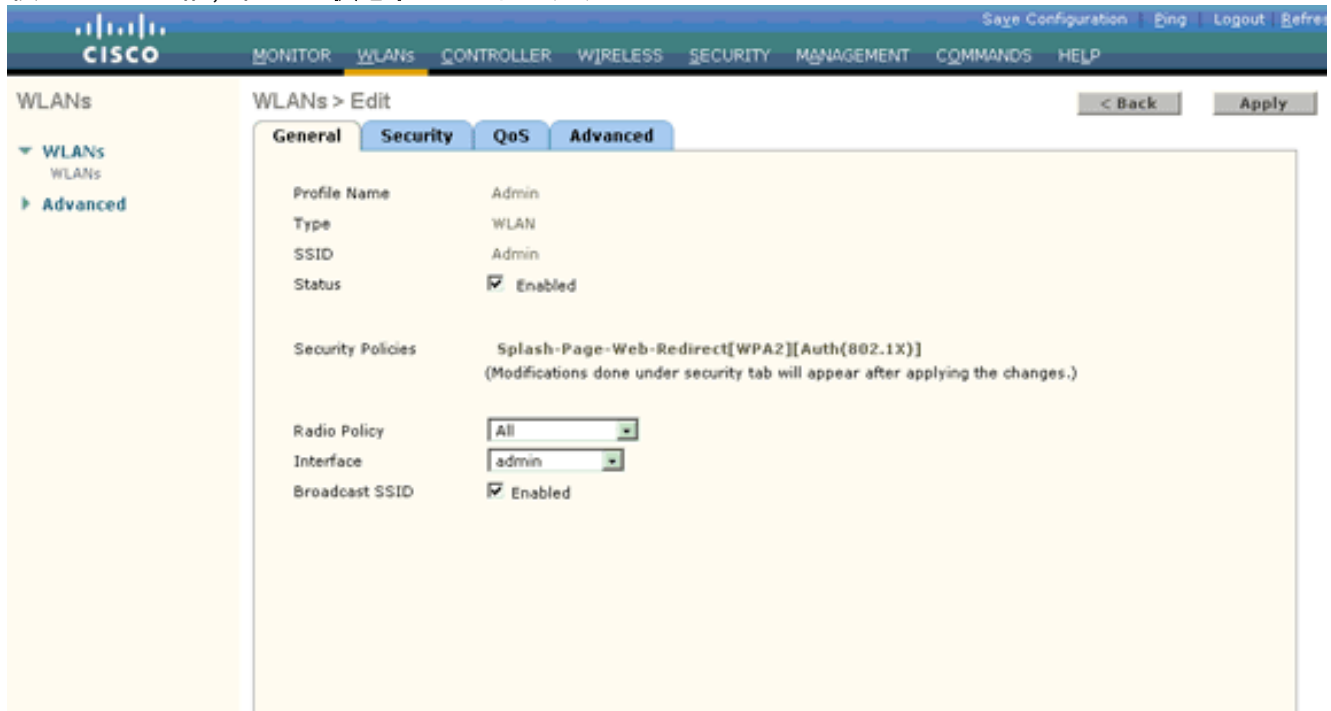 Save Configuration | Ping | Logout | Refres
CISCO
MONITOR WLANs CONTROLLER WIRELESS SECURITY MANAGEMENT COMMANDS HELP
WLANs
WLANs
WLANs
Advanced
WLANs > Edit
< Back
Apply
General Security QoS Advanced
Profile Name Admin
Type WLAN
SSID Admin
Status Enabled
Security Policies Splash-Page-Web-Redirect[WPA2][Auth(802.1X)]
(Modifications done under security tab will appear after applying the changes.)
Radio Policy All
Interface admin
Broadcast SSID Enabled